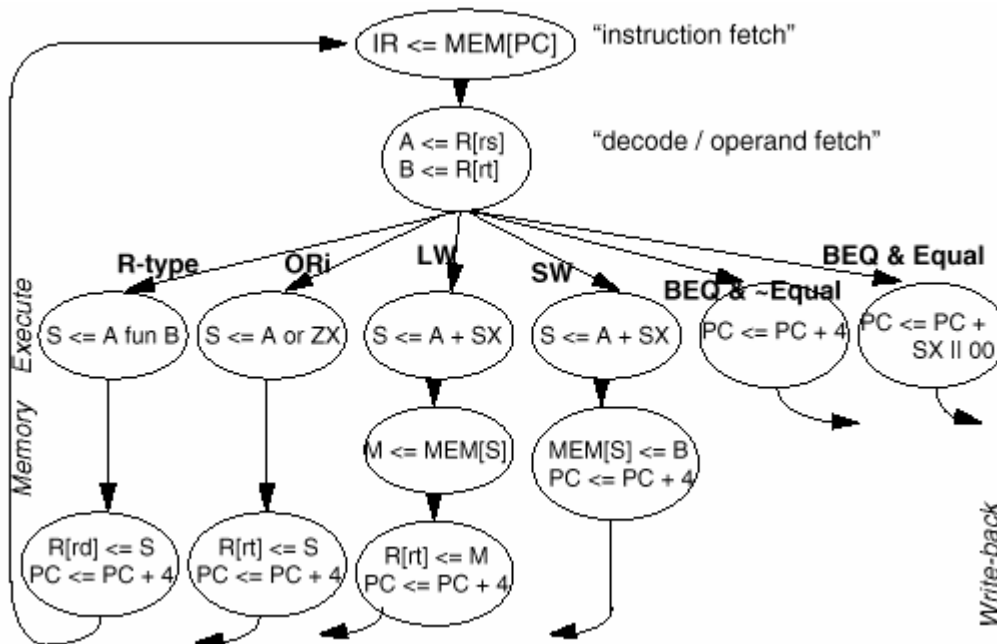 IR <= MEM[PC]
“instruction fetch”
A <= R[rs]
B <= R[rt]
“decode / operand fetch”
R-type
ORi
LW
SW
BEQ & ~Equal
BEQ & Equal
S <= A fun B
S <= A or ZX
S <= A + SX
S <= A + SX
PC <= PC + 4
PC <= PC +
SX || 00
Execute
Memory
M <= MEM[S]
MEM[S] <= B
PC <= PC + 4
R[rd] <= S
PC <= PC + 4
R[rt] <= S
PC <= PC + 4
R[rt] <= M
PC <= PC + 4
Write-back